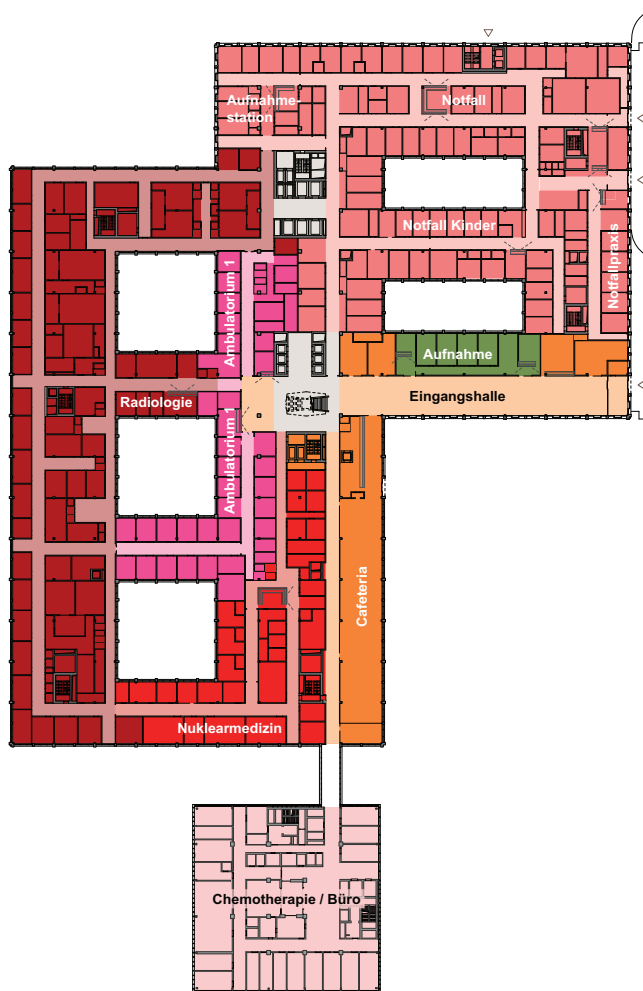 Aufnahme-
station
Notfall
Notfall Kinder
Notfallpraxis
Ambulatorium 1
Aufnahme
Radiologie
Eingangshalle
Ambulatorium 1
Cafeteria
Nuklearmedizin
Chemotherapie / Büro